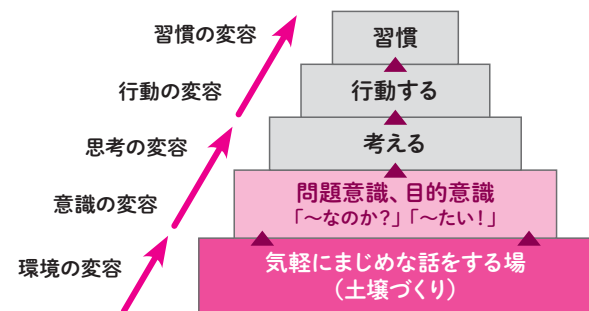 習慣の変容
習慣
行動の変容
行動する
思考の変容
考える
意識の変容
問題意識、目的意識
「〜なのか?」「〜たい!」
環境の変容
気軽にまじめな話をする場
(土壌づくり)